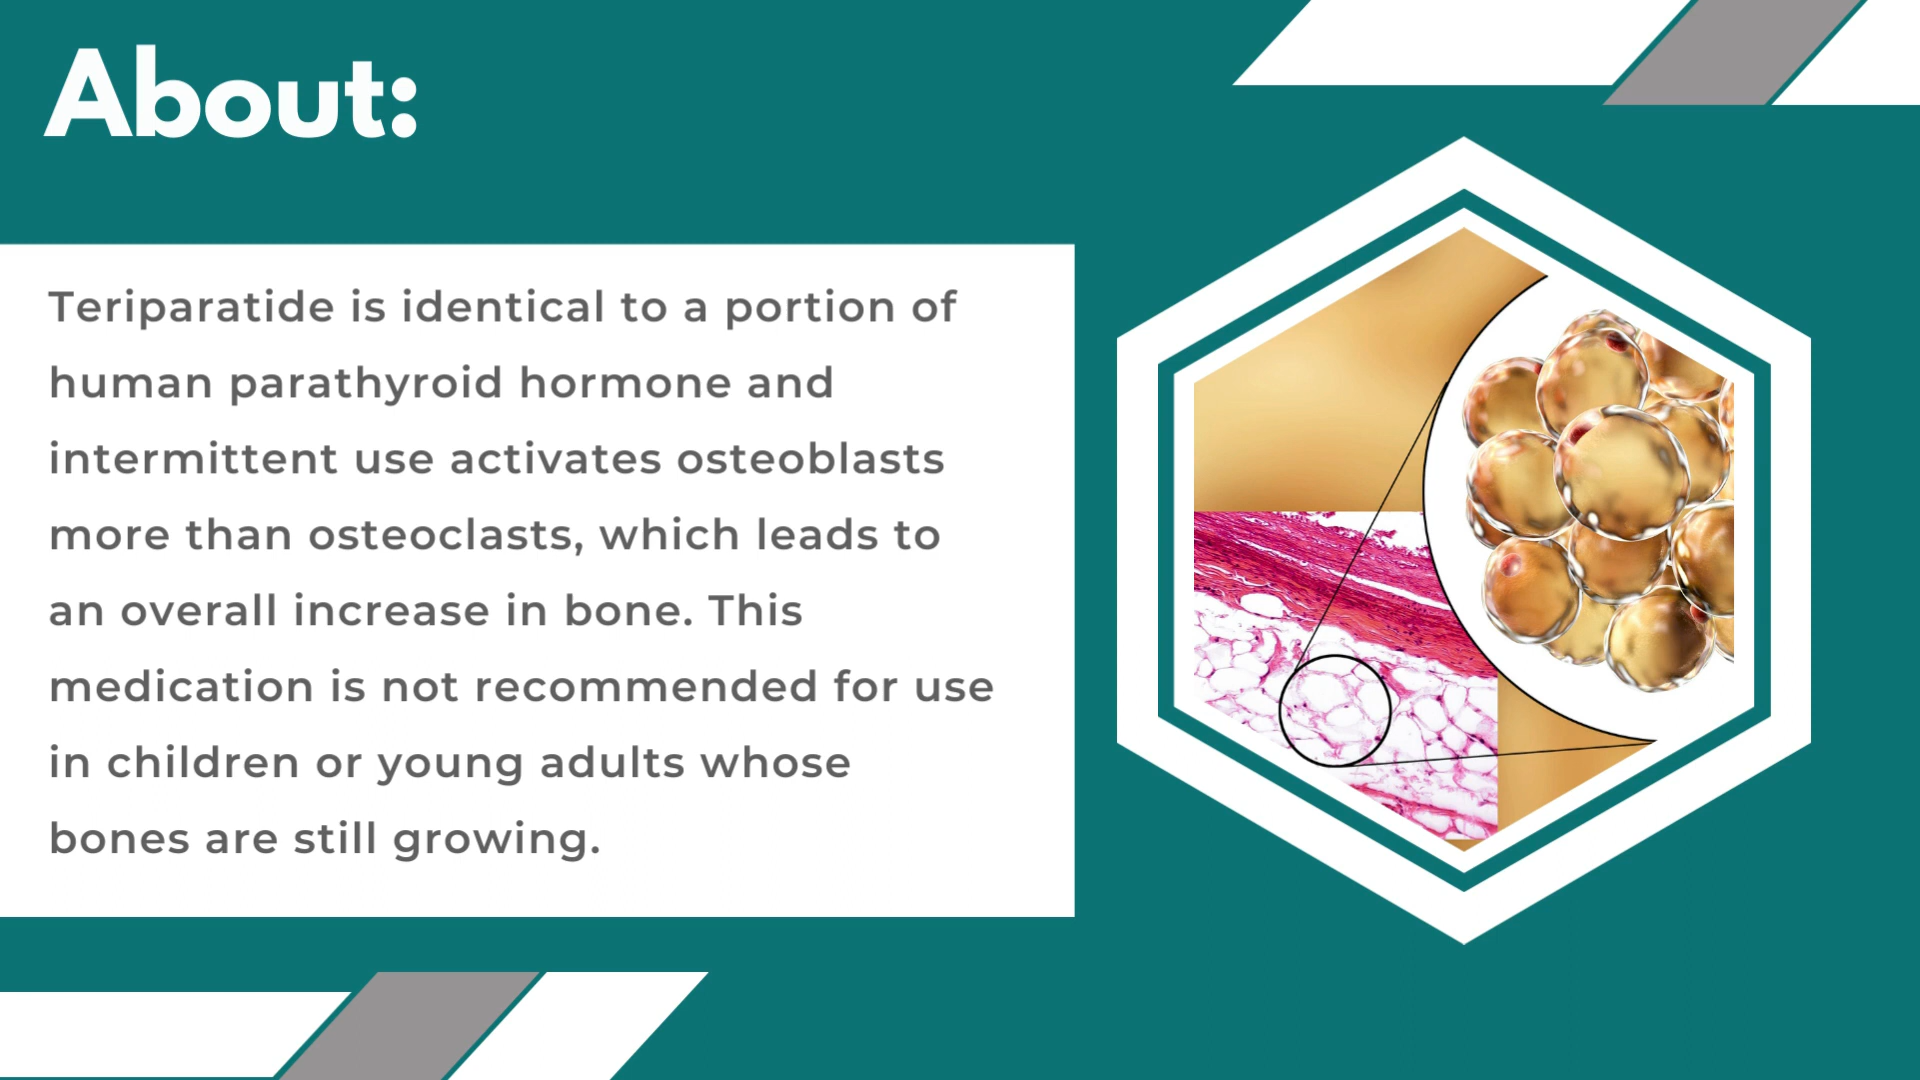 About:
Teriparatide is identical to a portion of
human parathyroid hormone and
intermittent use activates osteoblasts
more than osteoclasts, which leads to
an overall increase in bone. This
medication is not recommended for use
in children or young adults whose
bones are still growing.